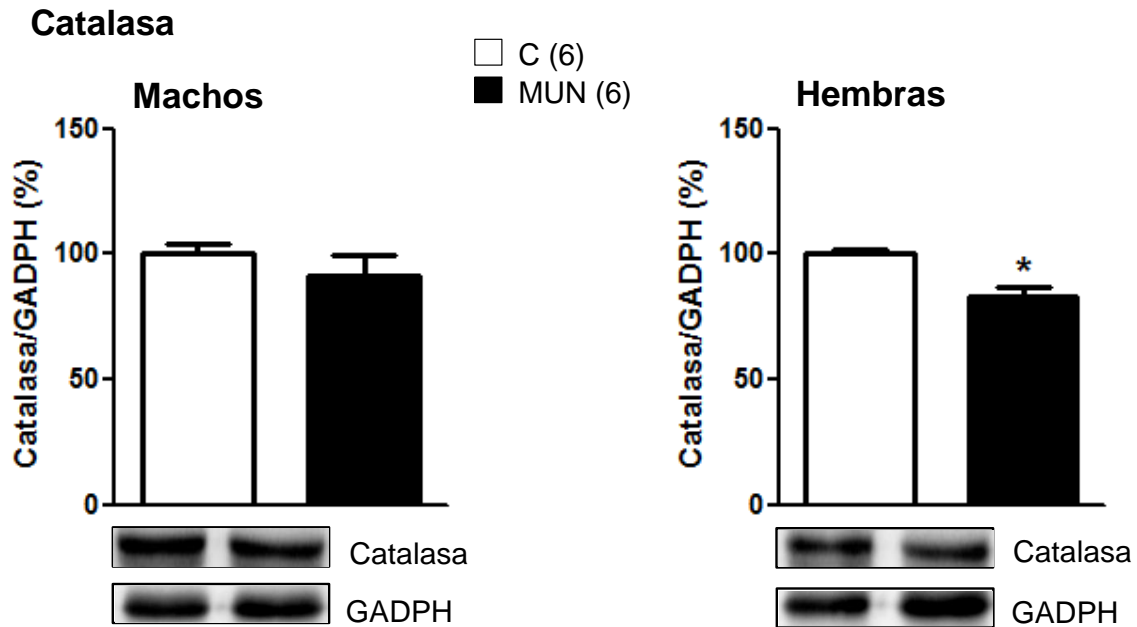 Catalasa
C (6)
MUN (6)
Machos
150
100
50
0
Catalasa/GADPH (%)
Catalasa
GADPH
Hembras
150
100
50
0
Catalasa/GADPH (%)
*
Catalasa
GADPH